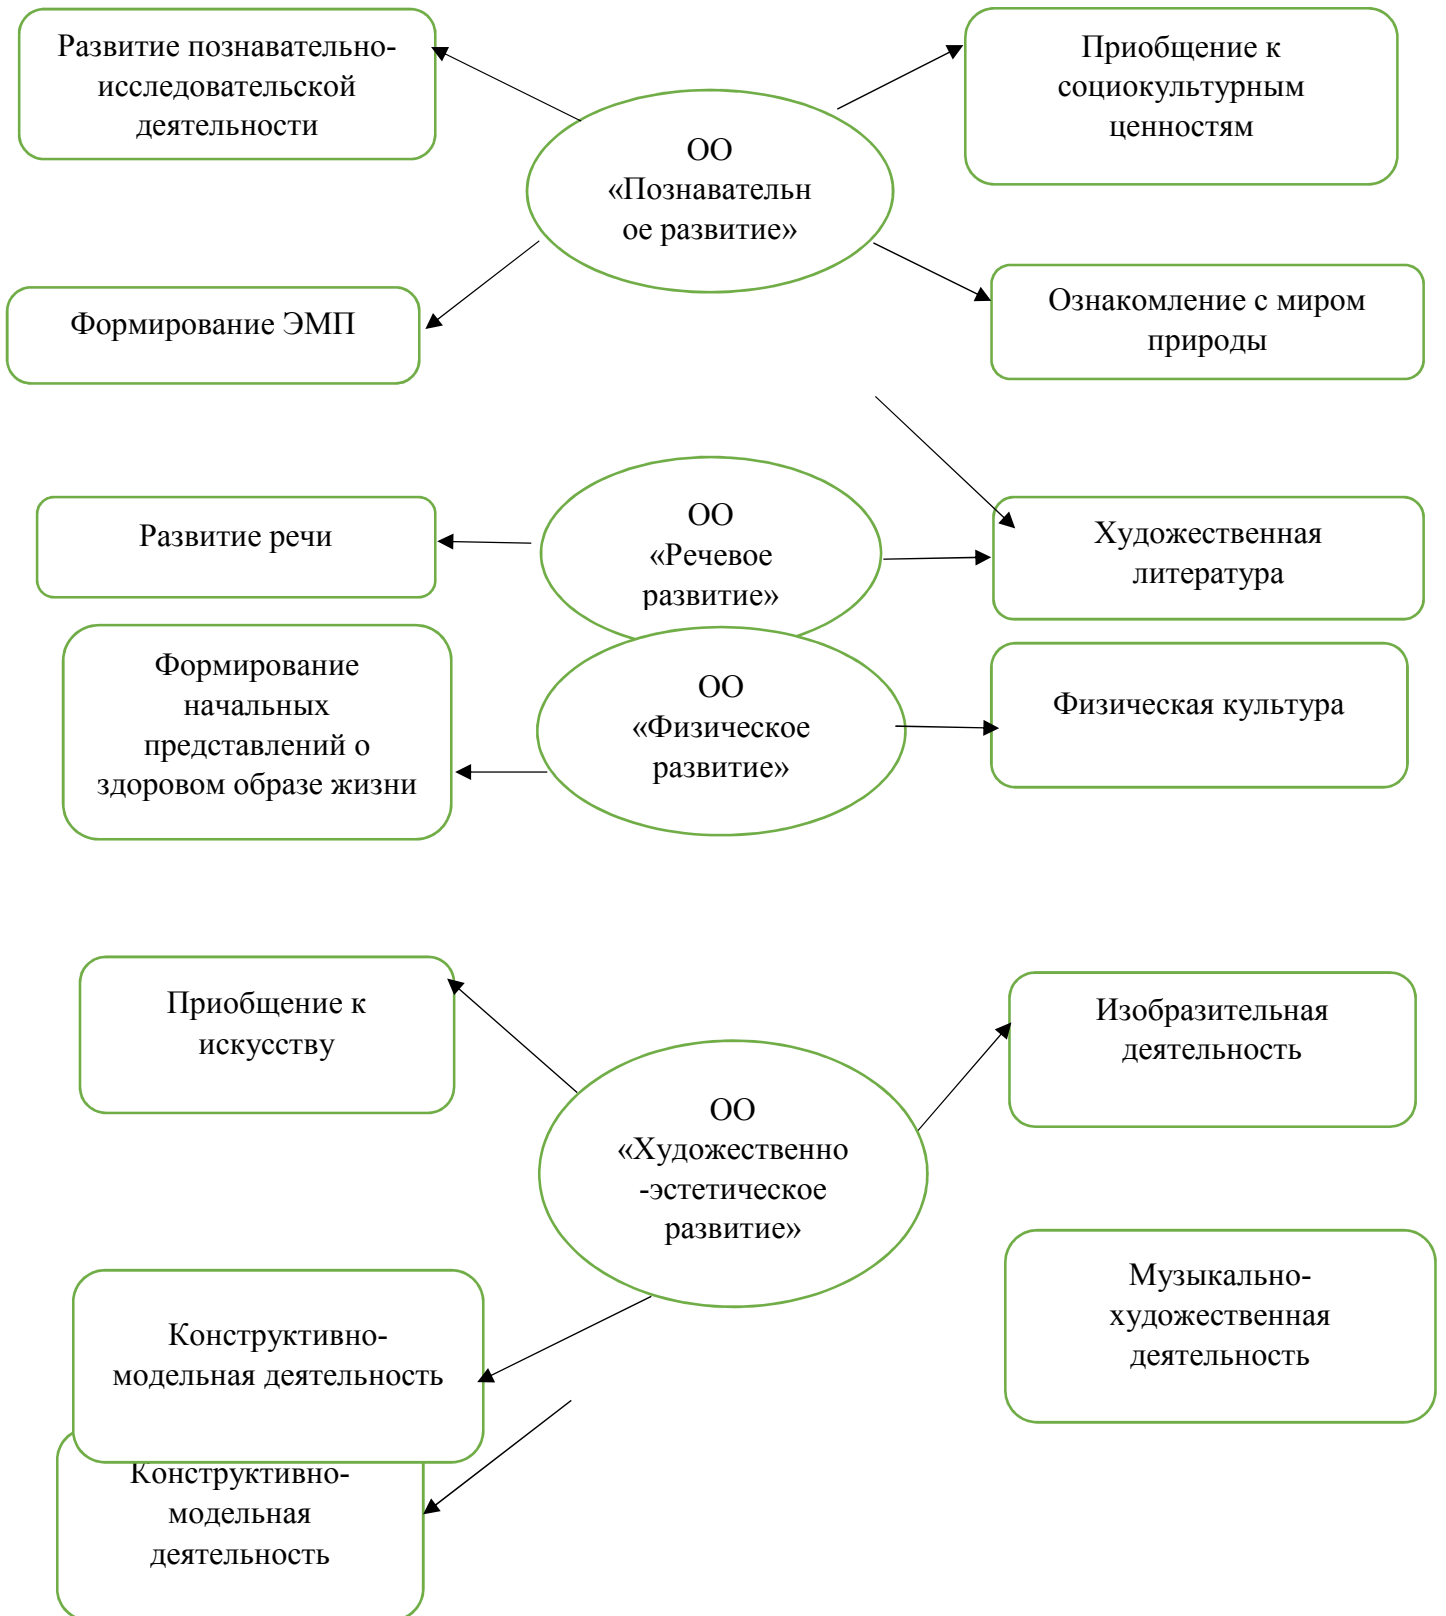 Развитие познавательно-
исследовательской
деятельности
Приобщение к
социокультурным
ценностям
ОО
«Познавательн
ое развитие»
Формирование ЭМП
Ознакомление с миром
природы
Развитие речи
ОО
«Речевое
развитие»
Художественная
литература
Формирование
начальных
представлений о
здоровом образе жизни
ОО
«Физическое
развитие»
Физическая культура
Приобщение к
искусству
Изобразительная
деятельность
ОО
«Художественно
-эстетическое
развитие»
Конструктивно-
модельная деятельность
Музыкально-
художественная
деятельность
Конструктивно-
модельная
деятельность